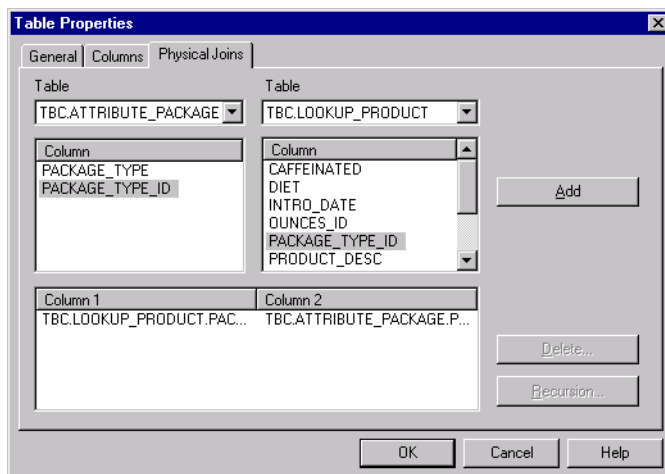 Table Properties
General Columns Physical Joins
Table Table
TBC.ATTRIBUTE_PACKAGE TBC.LOOKUP_PRODUCT
Column Column
PACKAGE_TYPE CAFFEINATED
PACKAGE_TYPE_ID DIET
INTRO_DATE
OUNCES_ID
PACKAGE_TYPE_ID
PRODUCT_DESC
Add
Column 1 Column 2
TBC.LOOKUP_PRODUCT.PAC... TBC.ATTRIBUTE_PACKAGE.P...
Delete...
Recursion...
OK Cancel Help